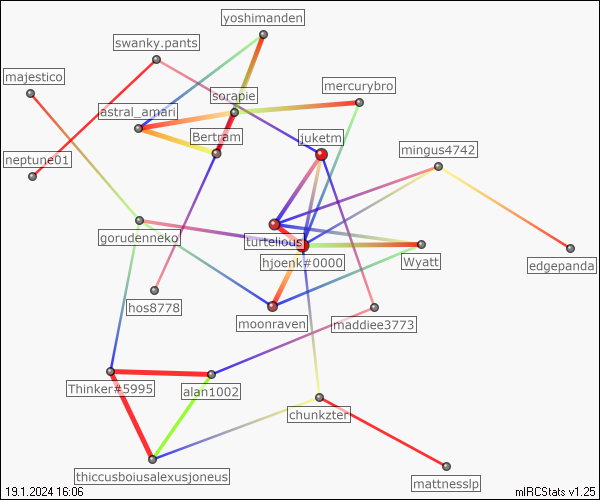 yoshimanden
swanky.pants
majestico
mercurybro
sorapie
astral_amari
Bertram
juketm
mingus4742
neptune01
gorudenneko
turtelious
hjoenk#0000
Wyatt
edgepanda
hos8778
moonraven
maddiee3773
Thinker#5995
alan1002
chunkzter
thiccusboiusalexusjoneus
mattnesslp
19.1.2024 16:06
mIRCStats v1.25